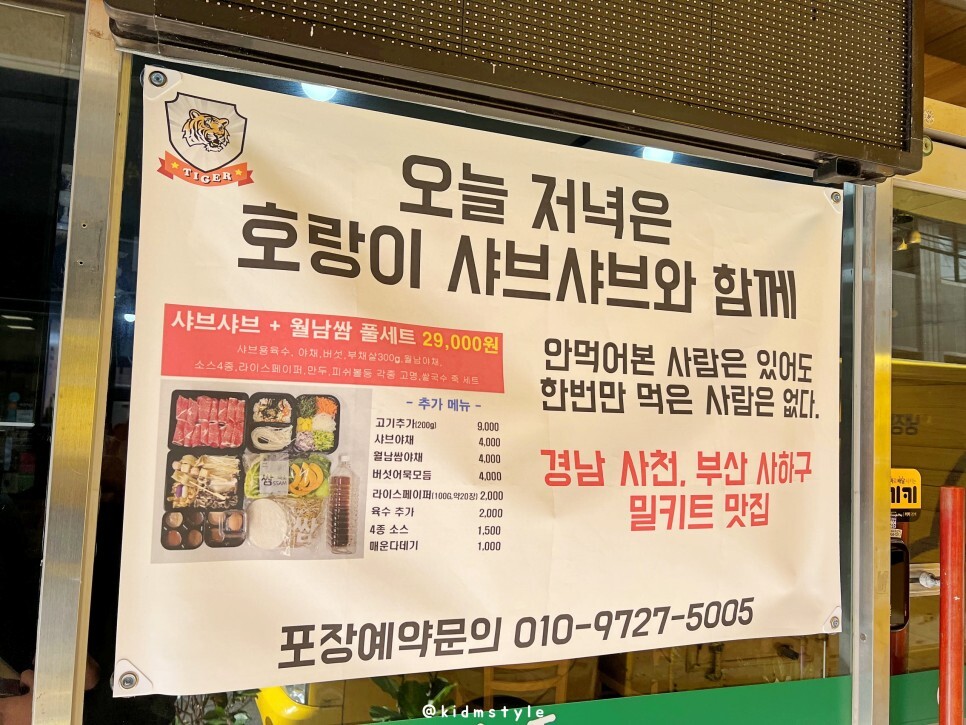 TIGER
오늘 저녁은
호랑이 샤브샤브와 함께
샤브샤브 + 월남쌈 풀세트 29,000원
샤브용육수, 야채,버섯,부채살300g,월남야채,
소스4종,라이스페이퍼,만두,피쉬볼등 각종 고명,쌀국수 죽 세트
- 추가 메뉴 -
고기추가(200g) 9,000
샤브야채 4,000
월남쌈야채 4,000
버섯어묵모듬 4,000
라이스페이퍼(100G,약20장) 2,000
육수 추가 2,000
4종 소스 1,500
매운다데기 1,000
안먹어본 사람은 있어도
한번만 먹은 사람은 없다.
경남 사천, 부산 사하구
밀키트 맛집
포장예약문의 010-9727-5005
@kidmstyle